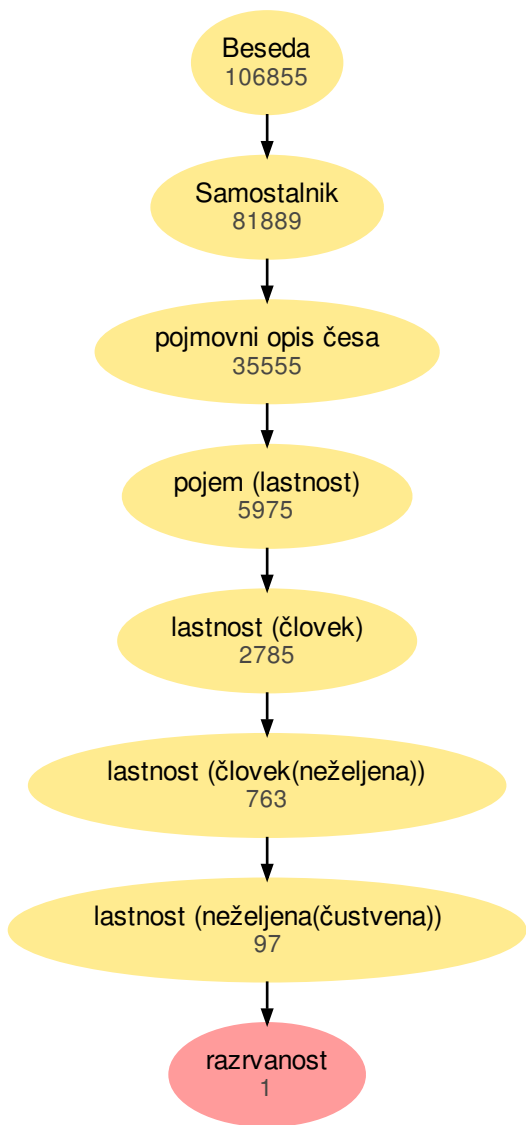 Beseda
106855
Samostalnik
81889
pojmovni opis česa
35555
pojem (lastnost)
5975
lastnost (človek)
2785
lastnost (človek(neželjena))
763
lastnost (neželjena(čustvena))
97
razrvanost
1